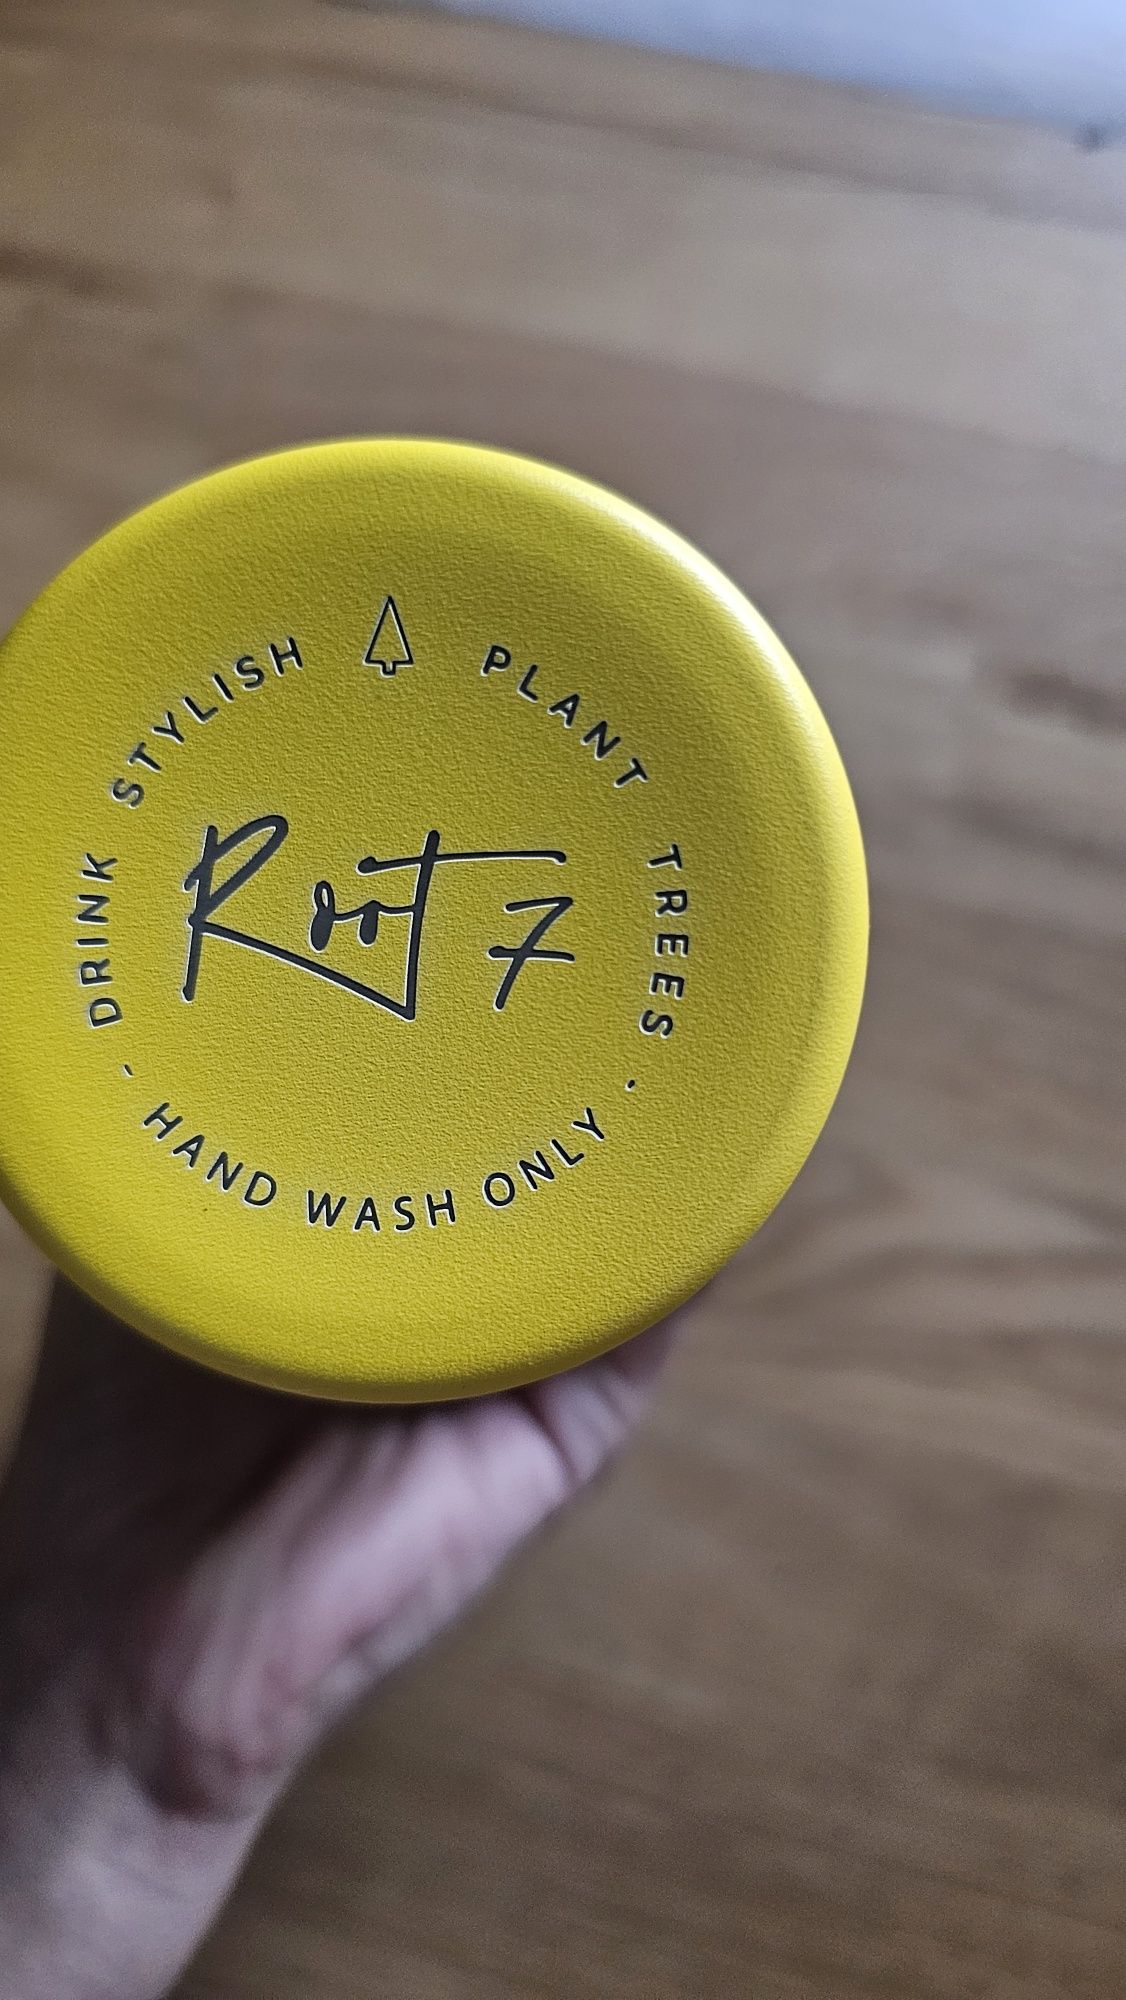 DRINK STYLISH
PLANT TREES
Root 7
· HAND WASH ONLY ·